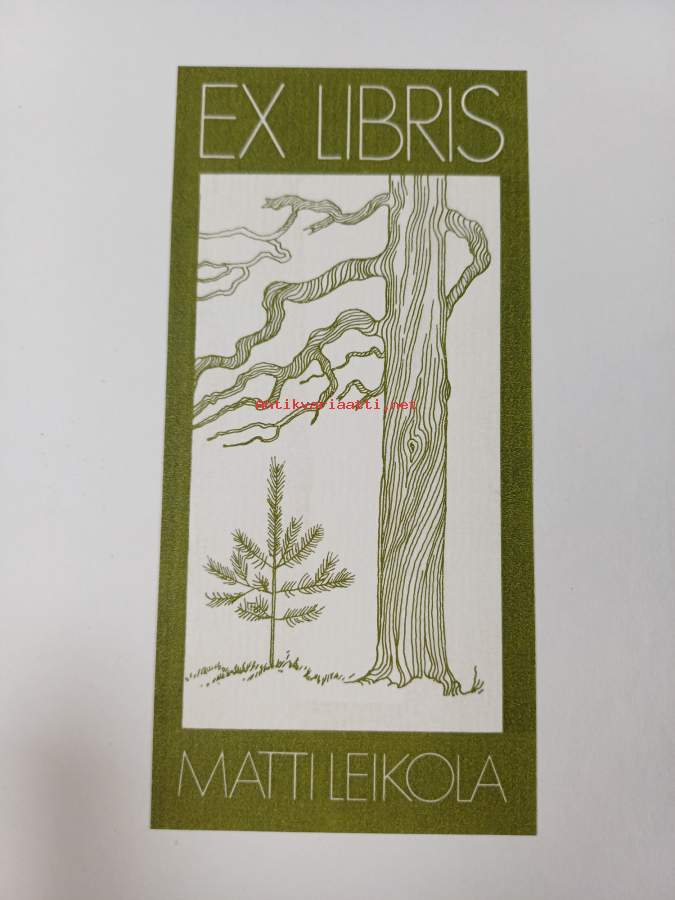 EX LIBRIS
Antikvariaatti.net
MATTI LEIKOLA